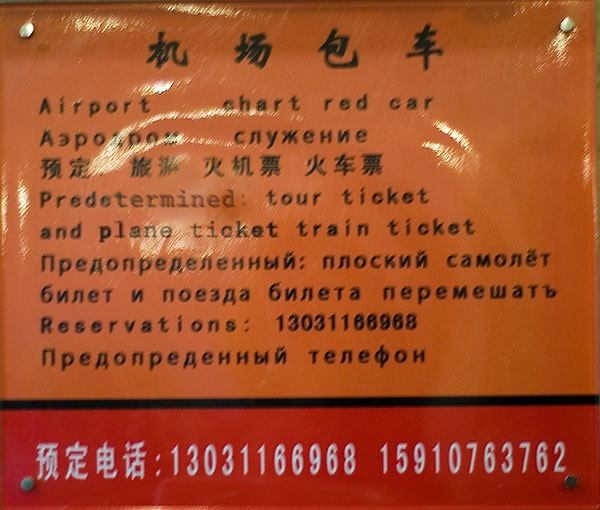 机场包车
Airport chart red car
Аэродром служение
预定: 旅游 火机票 火车票
Predetermined: tour ticket
and plane ticket train ticket
Предопределенный: плоский самолёт
билет и поезда билета перемешатъ
Reservations: 13031166968
Предопреденный телефон
预定电话:13031166968 15910763762